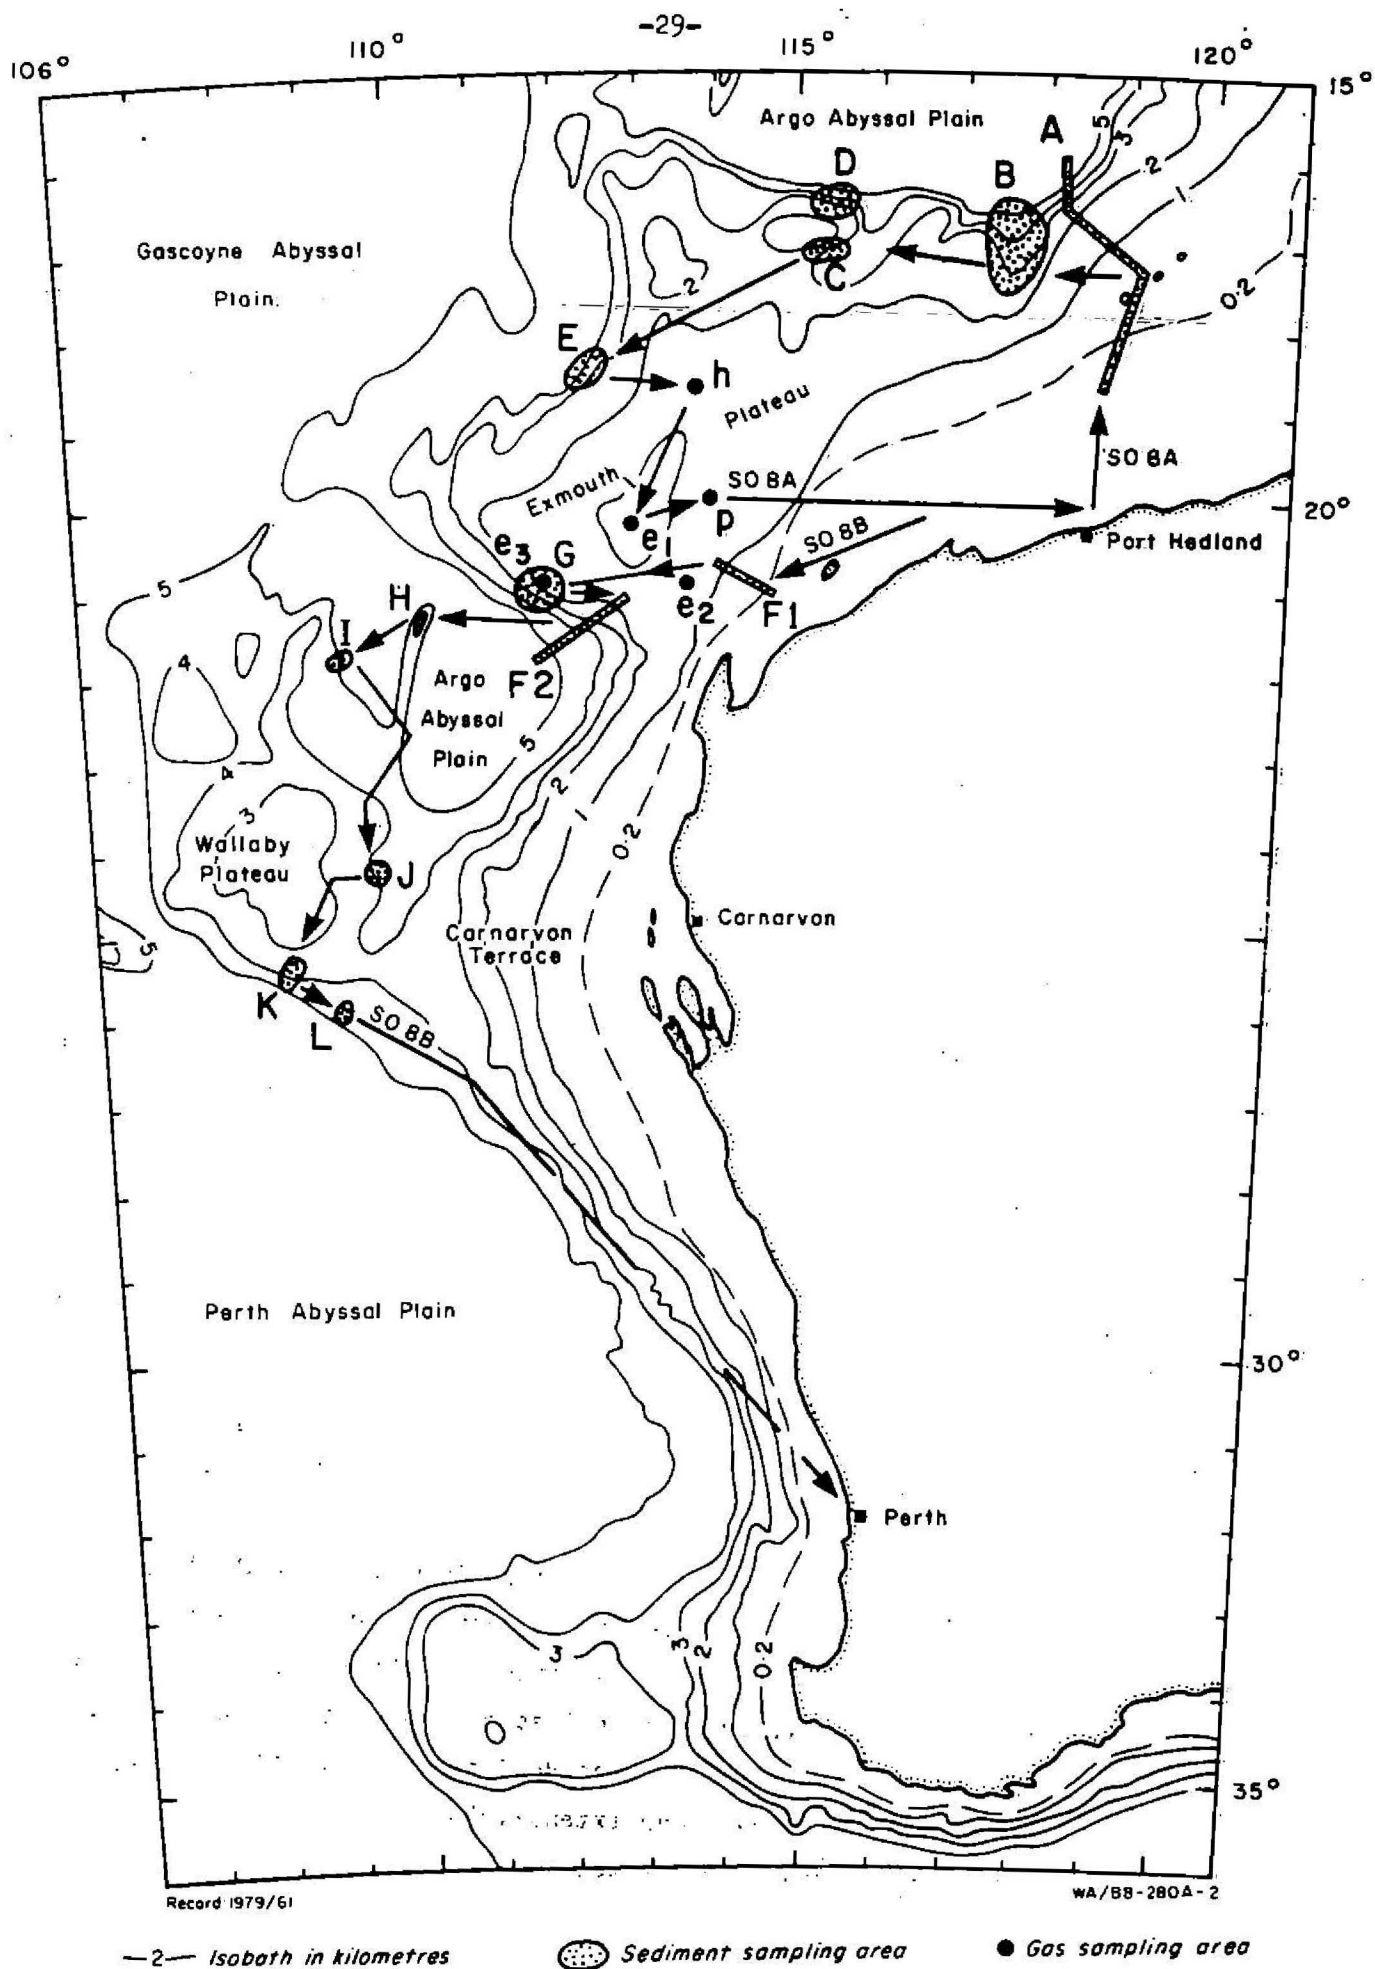 -29-
106° 110° 115° 120°
15°
Argo Abyssal Plain
A
5
3
2
1
D
B
C
Gascoyne Abyssal
Plain.
2
0·2
E
h
Plateau
SO 8A
Exmouth
SO 8A
p
20°
e1
SO 8B
Port Hedland
e3
G
e2
F1
5
H
I
4
F2
Argo
Abyssal
Plain
5
4
2
1
3
0·2
Wallaby
Plateau
J
Carnarvon
Carnarvon
Terrace
5
K
L
SO 8B
Perth Abyssal Plain
30°
Perth
3
3
2
0·2
35°
Record 1979/61
WA/B8-280A-2
—2— Isobath in kilometres
Sediment sampling area
Gas sampling area